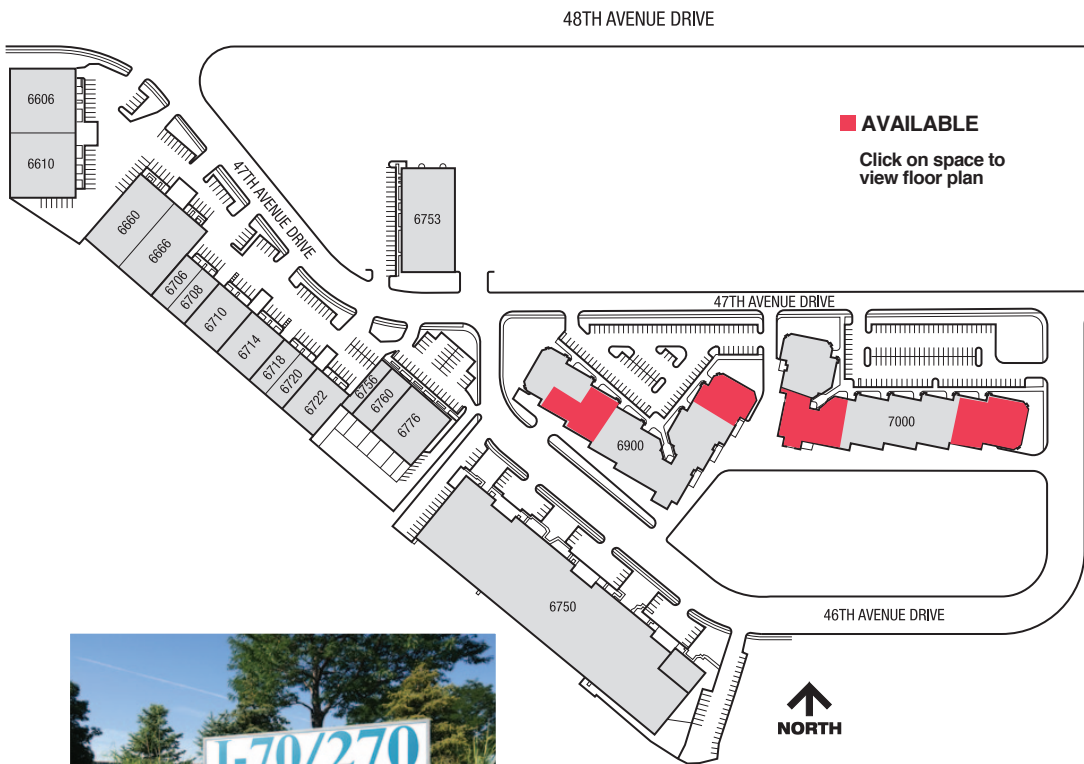 48TH AVENUE DRIVE
6606
6610
47TH AVENUE DRIVE
AVAILABLE
Click on space to
view floor plan
6753
6660
6666
6706
6708
6710
6714
6718
6720
6722
6756
6760
6776
47TH AVENUE DRIVE
6900
7000
6750
46TH AVENUE DRIVE
NORTH
I-70/270